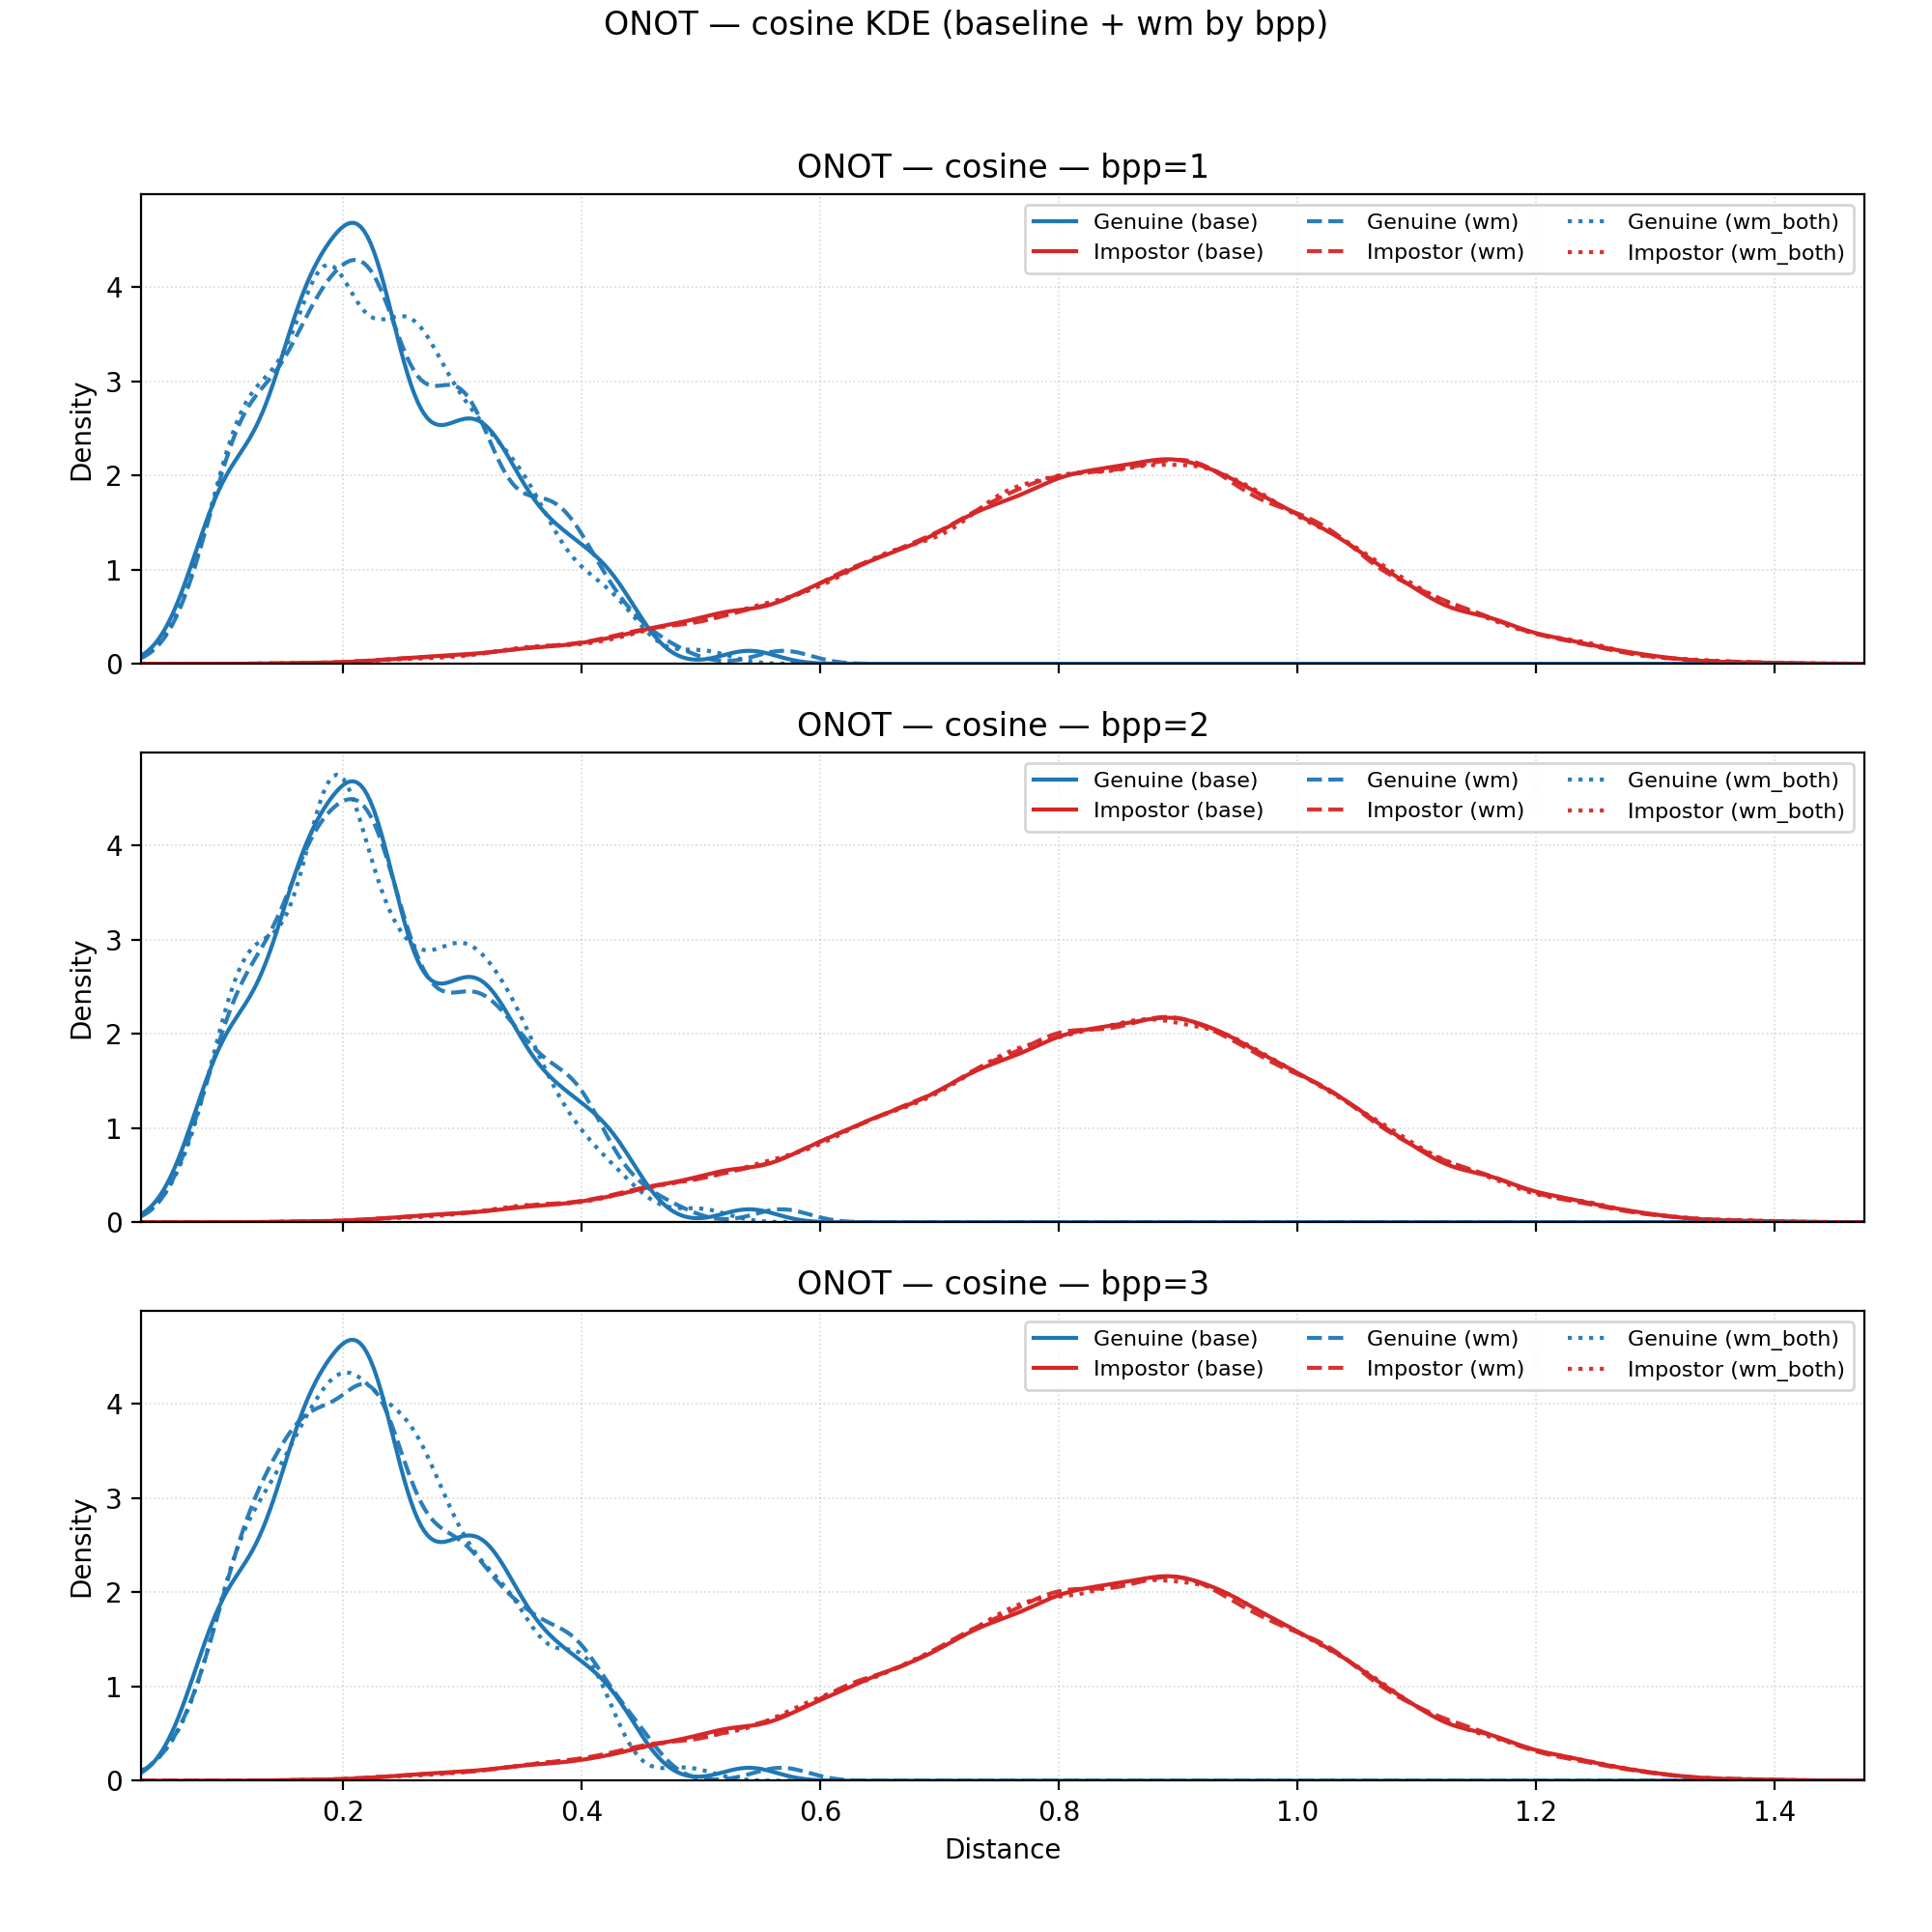 ONOT — cosine KDE (baseline + wm by bpp)
ONOT — cosine — bpp=1
Genuine (base) Genuine (wm) Genuine (wm_both)
Impostor (base) Impostor (wm) Impostor (wm_both)
4
3
2
1
0
Density
ONOT — cosine — bpp=2
Genuine (base) Genuine (wm) Genuine (wm_both)
Impostor (base) Impostor (wm) Impostor (wm_both)
4
3
2
1
0
Density
ONOT — cosine — bpp=3
Genuine (base) Genuine (wm) Genuine (wm_both)
Impostor (base) Impostor (wm) Impostor (wm_both)
4
3
2
1
0
Density
0.2 0.4 0.6 0.8 1.0 1.2 1.4
Distance